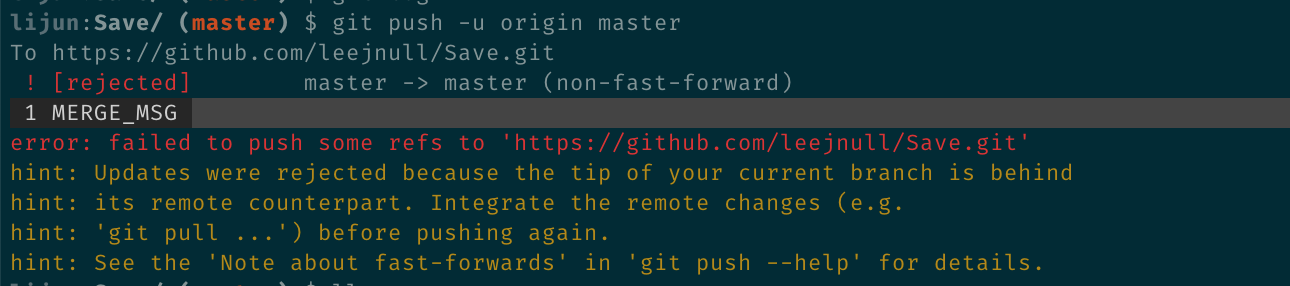 lijun:Save/ (master) $ git push -u origin master
To https://github.com/leejnull/Save.git
 ! [rejected]        master -> master (non-fast-forward)
 1 MERGE_MSG
error: failed to push some refs to 'https://github.com/leejnull/Save.git'
hint: Updates were rejected because the tip of your current branch is behind
hint: its remote counterpart. Integrate the remote changes (e.g.
hint: 'git pull ...') before pushing again.
hint: See the 'Note about fast-forwards' in 'git push --help' for details.